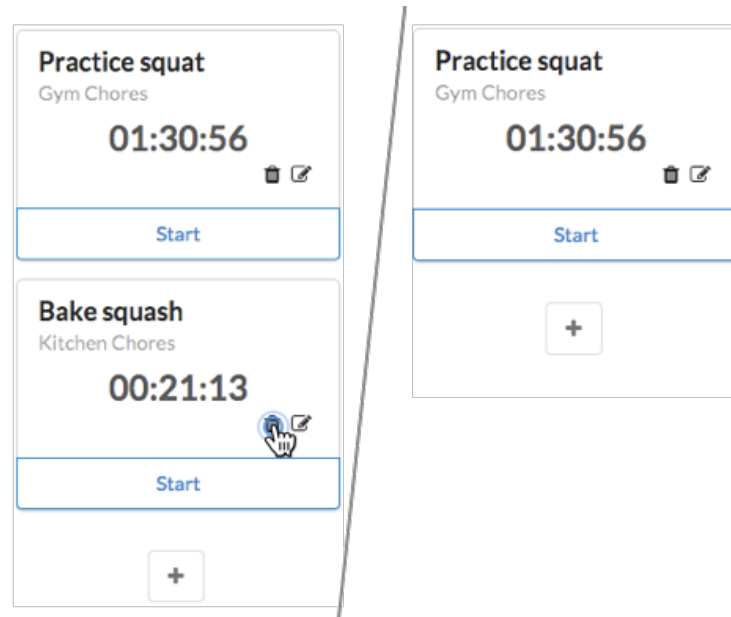 Practice squat
Gym Chores
01:30:56
Start
Bake squash
Kitchen Chores
00:21:13
Start
+
Practice squat
Gym Chores
01:30:56
Start
+